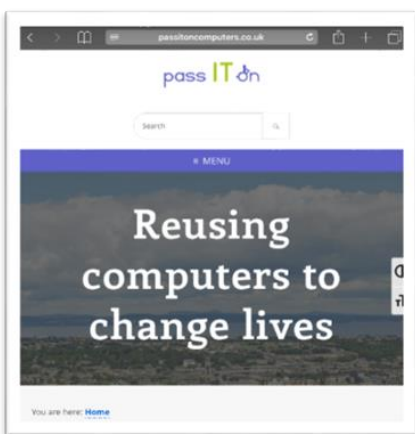 passitoncomputers.co.uk
pass IT on
Search
≡ MENU
Reusing
computers to
change lives
You are here: Home